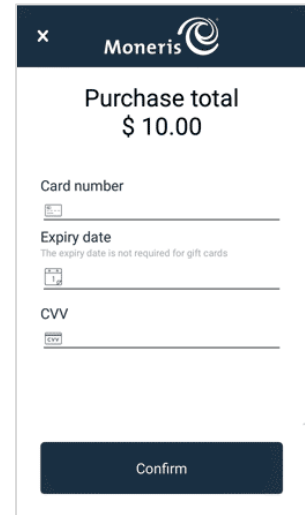 ×
Moneris
Purchase total
$ 10.00
Card number
Expiry date
The expiry date is not required for gift cards
1
CVV
CVV
Confirm